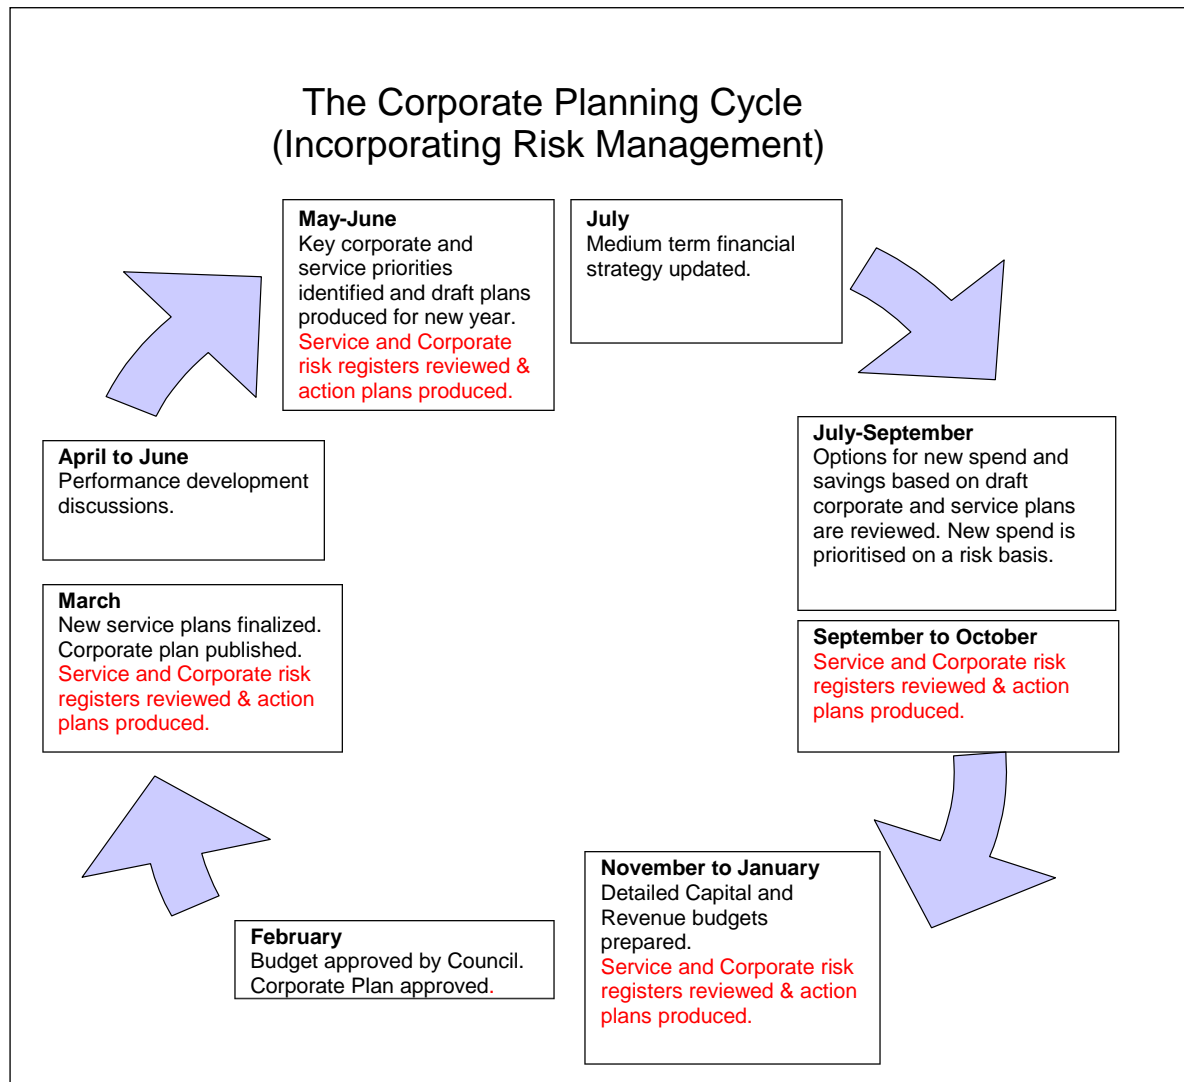 The Corporate Planning Cycle
(Incorporating Risk Management)
May-June
Key corporate and
service priorities
identified and draft plans
produced for new year.
Service and Corporate
risk registers reviewed &
action plans produced.
July
Medium term financial
strategy updated.
July-September
Options for new spend and
savings based on draft
corporate and service plans
are reviewed. New spend is
prioritised on a risk basis.
September to October
Service and Corporate risk
registers reviewed & action
plans produced.
November to January
Detailed Capital and
Revenue budgets
prepared.
Service and Corporate risk
registers reviewed & action
plans produced.
February
Budget approved by Council.
Corporate Plan approved.
March
New service plans finalized.
Corporate plan published.
Service and Corporate risk
registers reviewed & action
plans produced.
April to June
Performance development
discussions.